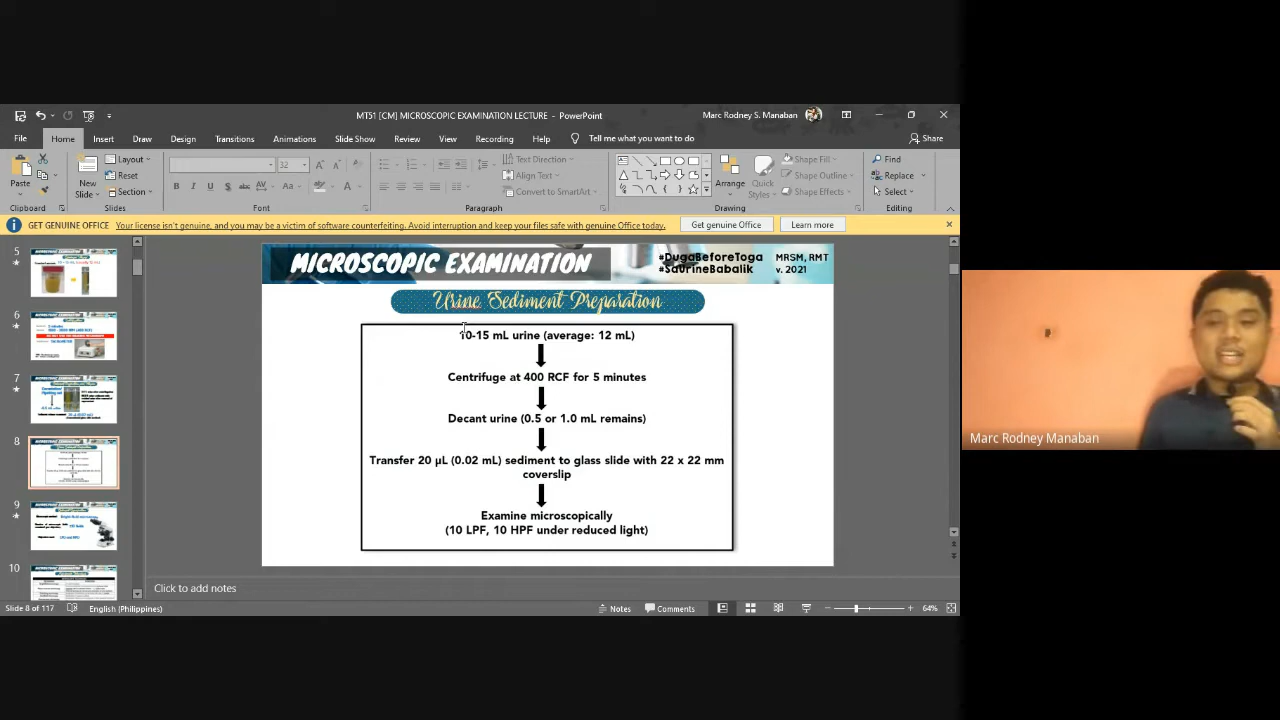 MT51 [CM] MICROSCOPIC EXAMINATION LECTURE - PowerPoint
Marc Rodney S. Manaban
File Home Insert Draw Design Transitions Animations Slide Show Review View Recording Help Tell me what you want to do Share
Paste
New
Slide
Layout
Reset
Section
32
Text Direction
Align Text
Convert to SmartArt
Arrange
Quick
Styles
Shape Fill
Shape Outline
Shape Effects
Find
Replace
Select
Clipboard Slides Font Paragraph Drawing Editing
GET GENUINE OFFICE Your license isn't genuine, and you may be a victim of software counterfeiting. Avoid interruption and keep your files safe with genuine Office today. Get genuine Office Learn more
5
6
7
8
9
10
MICROSCOPIC EXAMINATION
#DugaBeforeToga
#SaUrineBabalik
MRSM, RMT
v. 2021
Urine Sediment Preparation
10-15 mL urine (average: 12 mL)
Centrifuge at 400 RCF for 5 minutes
Decant urine (0.5 or 1.0 mL remains)
Transfer 20 µL (0.02 mL) sediment to glass slide with 22 x 22 mm
coverslip
Examine microscopically
(10 LPF, 10 HPF under reduced light)
Click to add notes
Slide 8 of 117 English (Philippines) Notes Comments 64%
Marc Rodney Manaban